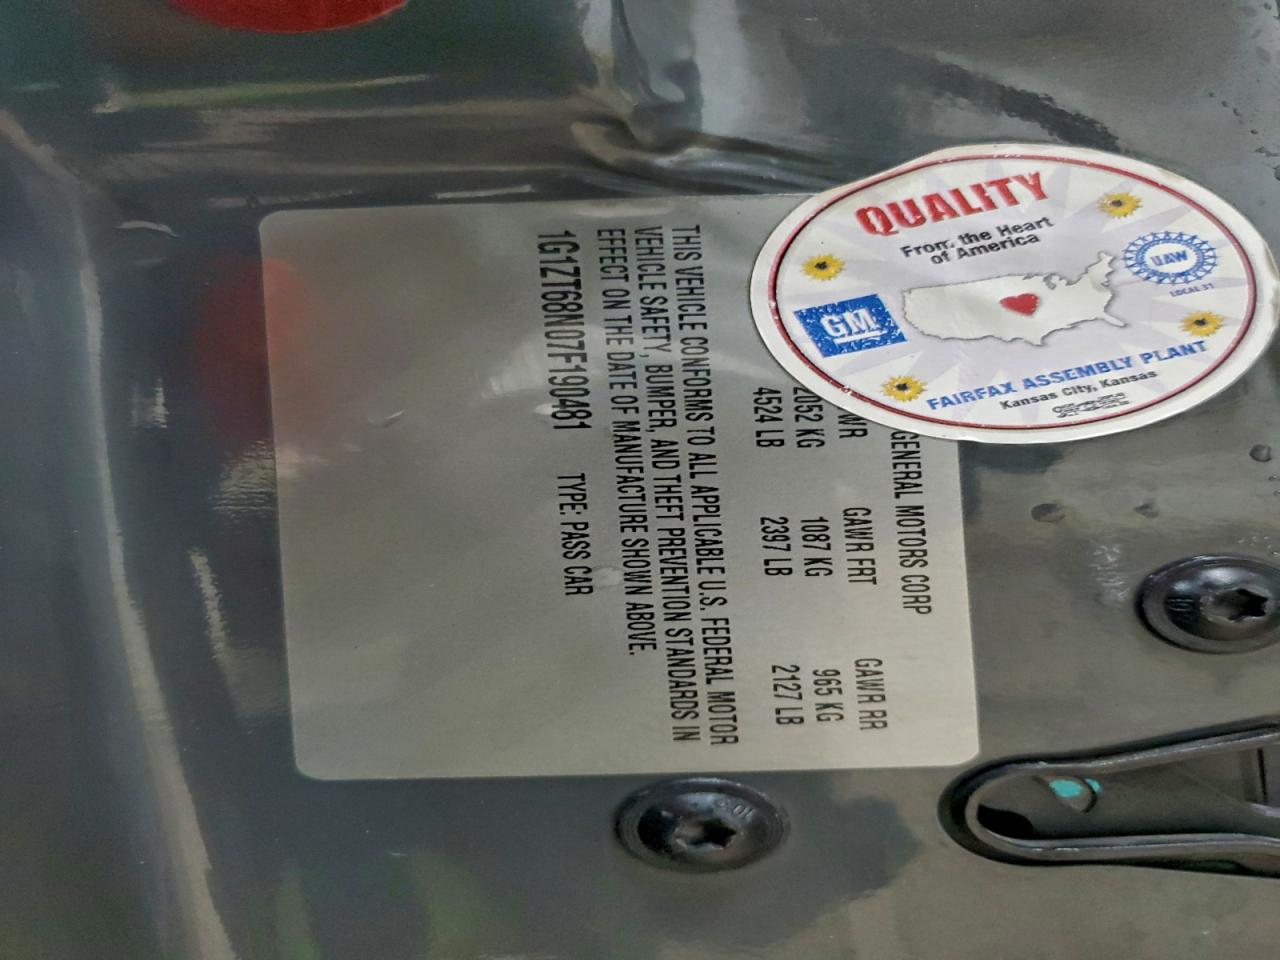 QUALITY
From the Heart
of America
UAW
LOCAL 31
GM
FAIRFAX ASSEMBLY PLANT
Kansas City, Kansas
GENERAL MOTORS CORP
GAWR FRT GAWR RR
2052 KG 1087 KG 965 KG
4524 LB 2397 LB 2127 LB
THIS VEHICLE CONFORMS TO ALL APPLICABLE U.S. FEDERAL MOTOR
VEHICLE SAFETY, BUMPER, AND THEFT PREVENTION STANDARDS IN
EFFECT ON THE DATE OF MANUFACTURE SHOWN ABOVE.
1G1ZT68N07F190481 TYPE: PASS CAR
10